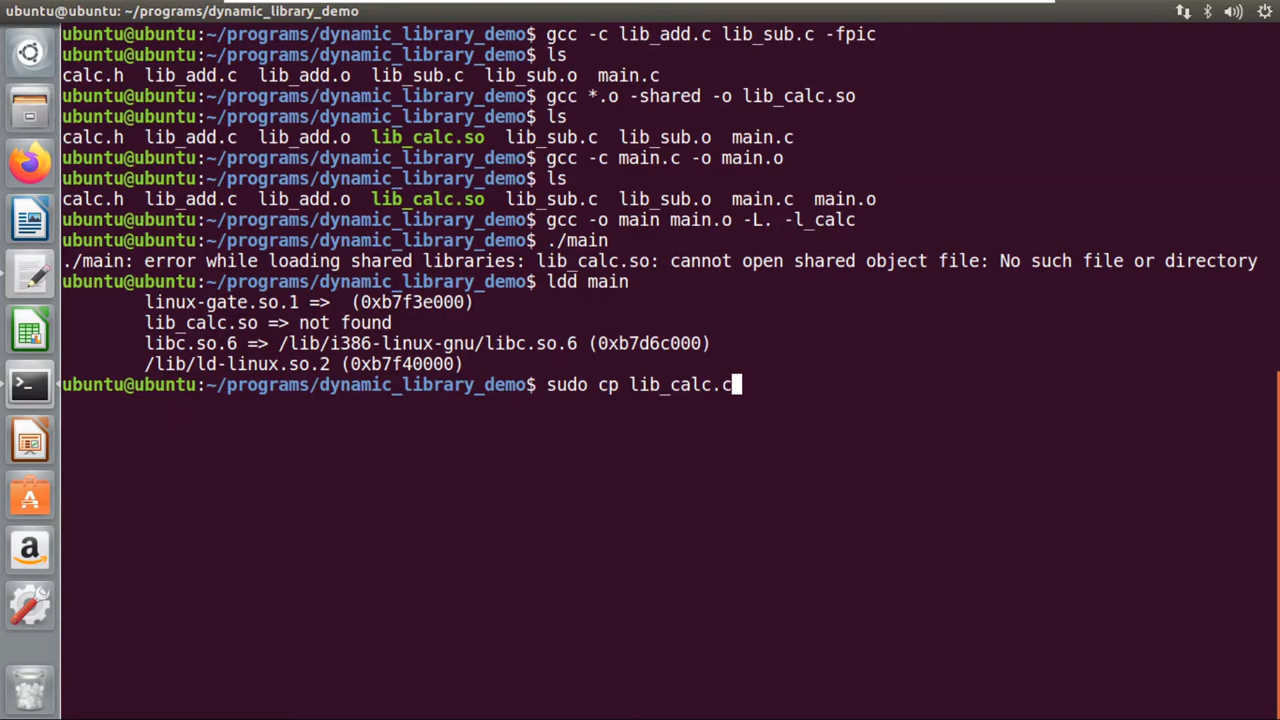 ubuntu@ubuntu: ~/programs/dynamic_library_demo
ubuntu@ubuntu:~/programs/dynamic_library_demo$ gcc -c lib_add.c lib_sub.c -fpic
ubuntu@ubuntu:~/programs/dynamic_library_demo$ ls
calc.h  lib_add.c  lib_add.o  lib_sub.c  lib_sub.o  main.c
ubuntu@ubuntu:~/programs/dynamic_library_demo$ gcc *.o -shared -o lib_calc.so
ubuntu@ubuntu:~/programs/dynamic_library_demo$ ls
calc.h  lib_add.c  lib_add.o  lib_calc.so  lib_sub.c  lib_sub.o  main.c
ubuntu@ubuntu:~/programs/dynamic_library_demo$ gcc -c main.c -o main.o
ubuntu@ubuntu:~/programs/dynamic_library_demo$ ls
calc.h  lib_add.c  lib_add.o  lib_calc.so  lib_sub.c  lib_sub.o  main.c  main.o
ubuntu@ubuntu:~/programs/dynamic_library_demo$ gcc -o main main.o -L. -l_calc
ubuntu@ubuntu:~/programs/dynamic_library_demo$ ./main
./main: error while loading shared libraries: lib_calc.so: cannot open shared object file: No such file or directory
ubuntu@ubuntu:~/programs/dynamic_library_demo$ ldd main
linux-gate.so.1 =>  (0xb7f3e000)
lib_calc.so => not found
libc.so.6 => /lib/i386-linux-gnu/libc.so.6 (0xb7d6c000)
/lib/ld-linux.so.2 (0xb7f40000)
ubuntu@ubuntu:~/programs/dynamic_library_demo$ sudo cp lib_calc.c